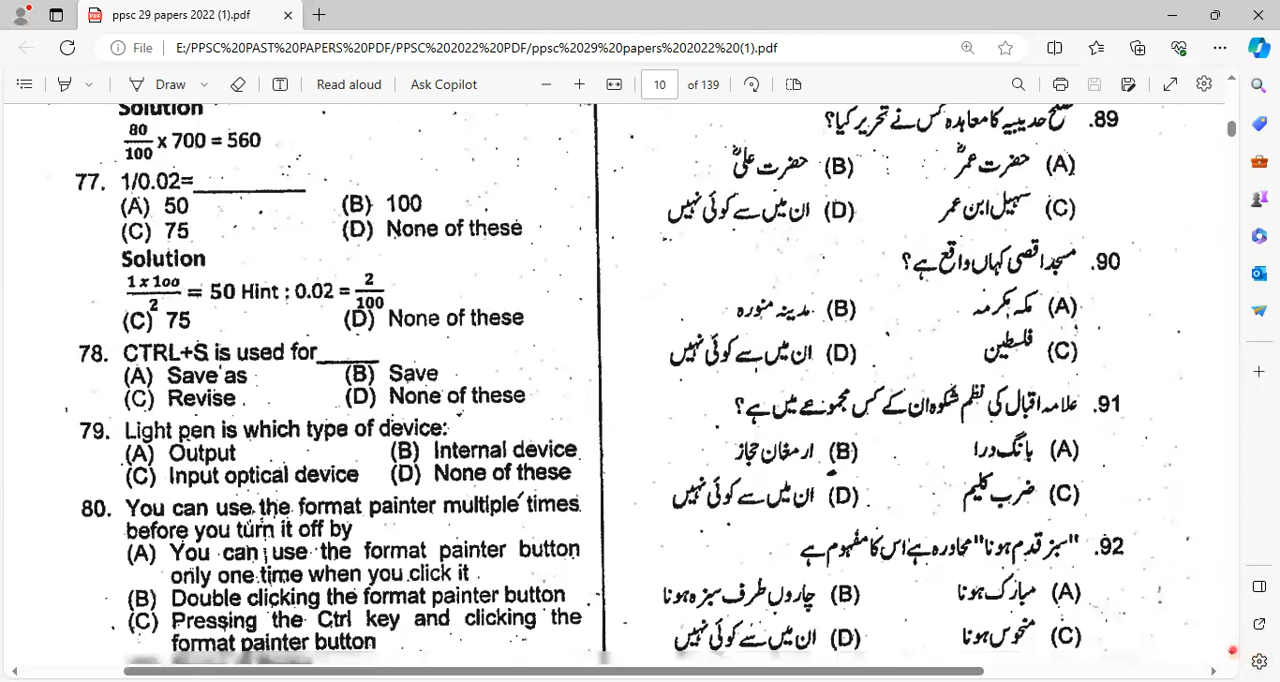 ppsc 29 papers 2022 (1).pdf
File
E:/PPSC%20PAST%20PAPERS%20PDF/PPSC%202022%20PDF/ppsc%2029%20papers%202022%20(1).pdf
Draw
Read aloud
Ask Copilot
10 of 139
Solution
80/100 x 700 = 560
77. 1/0.02=__________
(A) 50 (B) 100
(C) 75 (D) None of these
Solution
1 x 100 / 2 = 50 Hint : 0.02 = 2/100
(C) 75 (D) None of these
78. CTRL+S is used for______
(A) Save as (B) Save
(C) Revise (D) None of these
79. Light pen is which type of device:
(A) Output (B) Internal device
(C) Input optical device (D) None of these
80. You can use the format painter multiple times
before you turn it off by
(A) You can use the format painter button
only one time when you click it
(B) Double clicking the format painter button
(C) Pressing the Ctrl key and clicking the
format painter button
89. صلح حدیبیہ کا معاہدہ کس نے تحریر کیا؟
(A) حضرت عمرؓ (B) حضرت علیؓ
(C) سہیل ابن عمر (D) ان میں سے کوئی نہیں
90. مسجد اقصی کہاں واقع ہے؟
(A) مکہ مکرمہ (B) مدینہ منورہ
(C) فلسطین (D) ان میں سے کوئی نہیں
91. علامہ اقبال کی نظم شکوہ ان کے کس مجموعے میں ہے؟
(A) بانگ درا (B) ارمغان حجاز
(C) ضرب کلیم (D) ان میں سے کوئی نہیں
92. "سبز قدم ہونا" محاورہ ہے اس کا مفہوم ہے
(A) مبارک ہونا (B) چاروں طرف سبزہ ہونا
(C) منحوس ہونا (D) ان میں سے کوئی نہیں